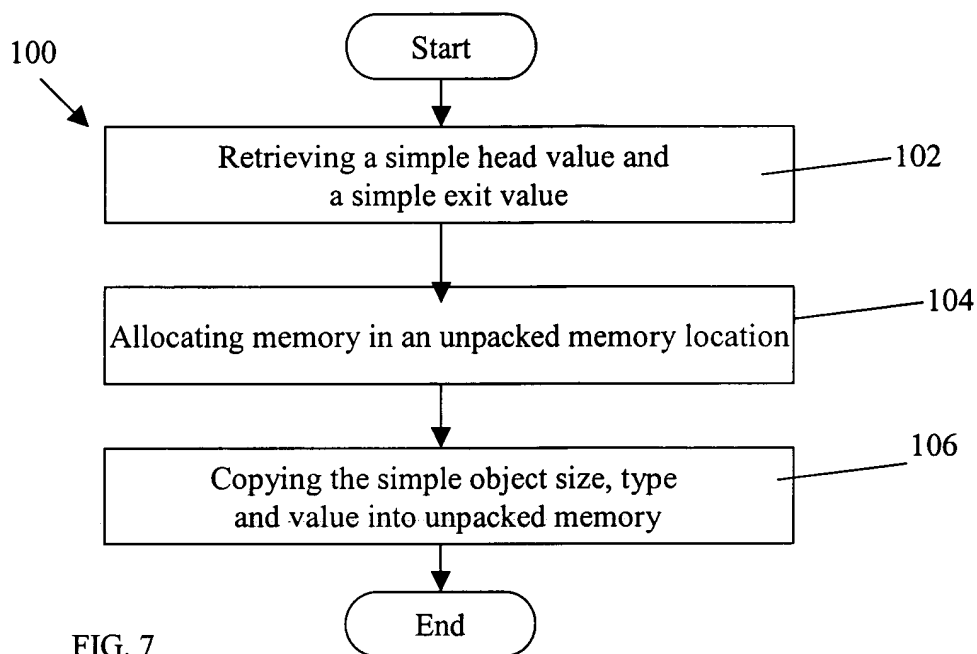 Start
100
Retrieving a simple head value and
a simple exit value
102
Allocating memory in an unpacked memory location
104
Copying the simple object size, type
and value into unpacked memory
106
End
FIG. 7